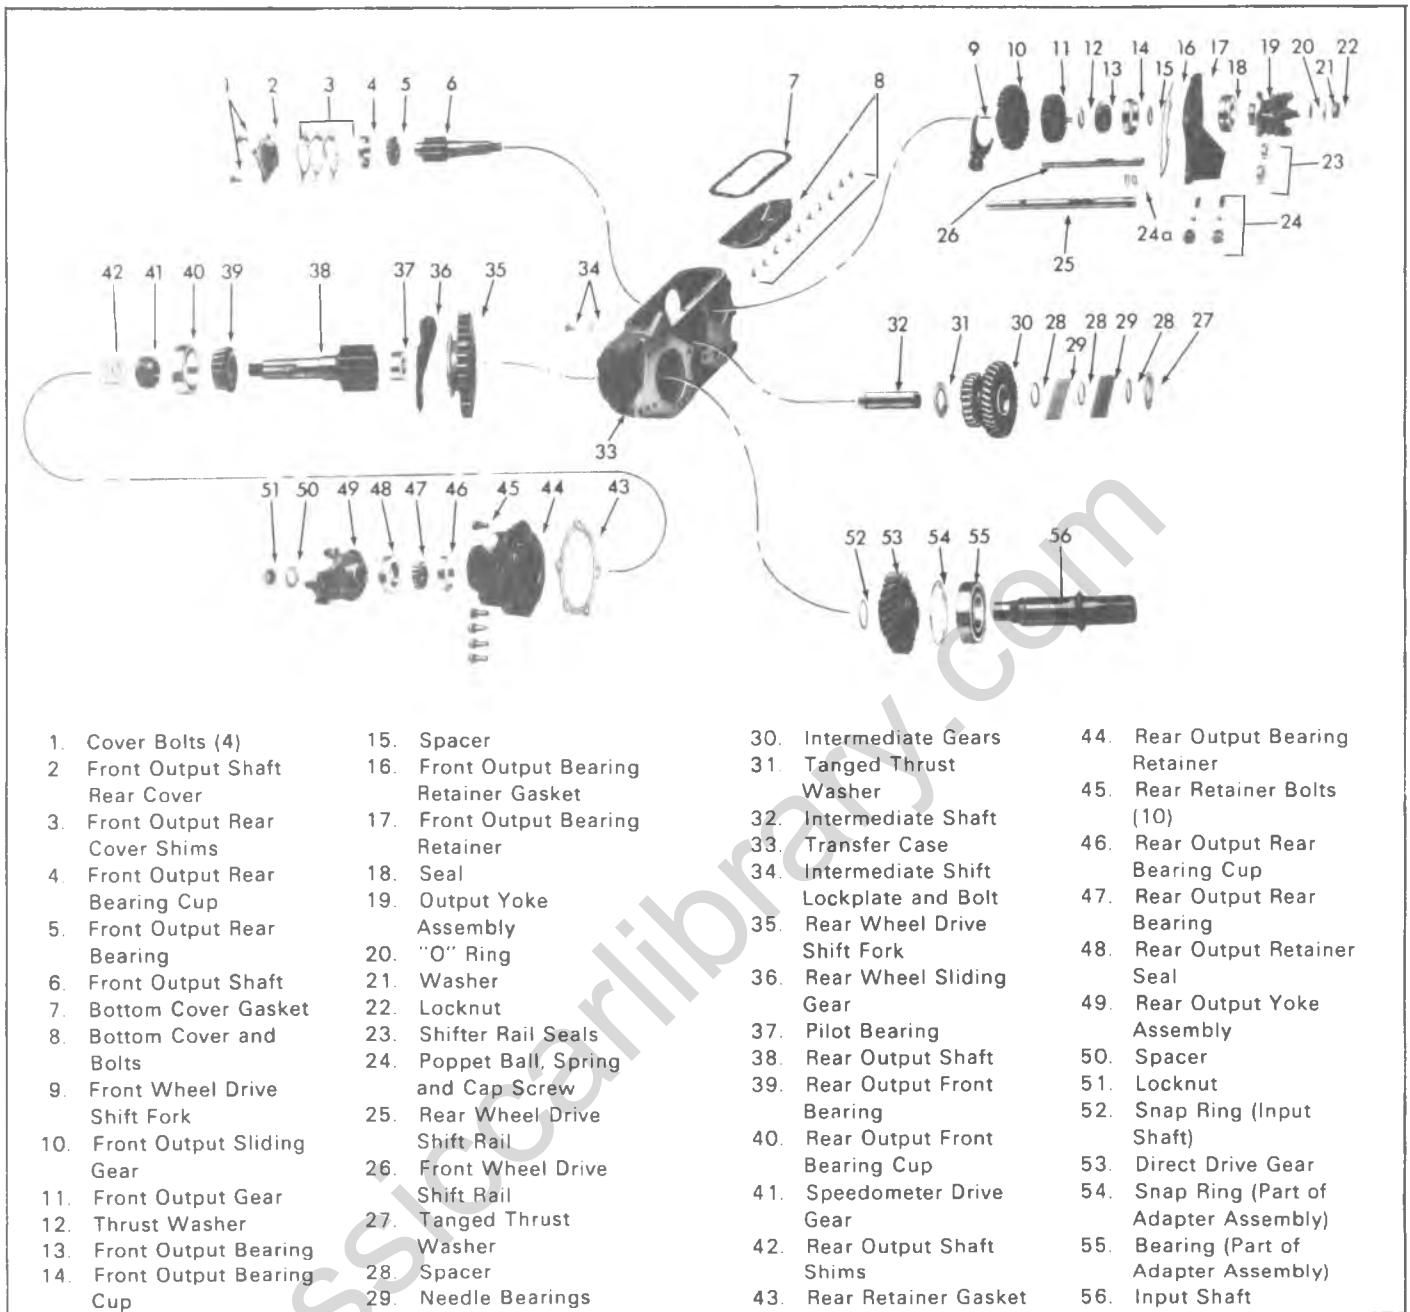 1 2 3 4 5 6
7 8
9 10 11 12 13 14 15 16 17 18 19 20 21 22
23
24
24a
25
26
42 41 40 39 38 37 36 35
34
33
32 31 30 28 29 28 29 28 27
51 50 49 48 47 46 45 44 43
52 53 54 55 56
1. Cover Bolts (4)
2 Front Output Shaft
Rear Cover
3. Front Output Rear
Cover Shims
4. Front Output Rear
Bearing Cup
5. Front Output Rear
Bearing
6. Front Output Shaft
7. Bottom Cover Gasket
8. Bottom Cover and
Bolts
9. Front Wheel Drive
Shift Fork
10. Front Output Sliding
Gear
11. Front Output Gear
12. Thrust Washer
13. Front Output Bearing
14. Front Output Bearing
Cup
15. Spacer
16. Front Output Bearing
Retainer Gasket
17. Front Output Bearing
Retainer
18. Seal
19. Output Yoke
Assembly
20. "O" Ring
21. Washer
22. Locknut
23. Shifter Rail Seals
24. Poppet Ball, Spring
and Cap Screw
25. Rear Wheel Drive
Shift Rail
26. Front Wheel Drive
Shift Rail
27. Tanged Thrust
Washer
28. Spacer
29. Needle Bearings
30. Intermediate Gears
31. Tanged Thrust
Washer
32. Intermediate Shaft
33. Transfer Case
34. Intermediate Shift
Lockplate and Bolt
35. Rear Wheel Drive
Shift Fork
36. Rear Wheel Sliding
Gear
37. Pilot Bearing
38. Rear Output Shaft
39. Rear Output Front
Bearing
40. Rear Output Front
Bearing Cup
41. Speedometer Drive
Gear
42. Rear Output Shaft
Shims
43. Rear Retainer Gasket
44. Rear Output Bearing
Retainer
45. Rear Retainer Bolts
(10)
46. Rear Output Rear
Bearing Cup
47. Rear Output Rear
Bearing
48. Rear Output Retainer
Seal
49. Rear Output Yoke
Assembly
50. Spacer
51. Locknut
52. Snap Ring (Input
Shaft)
53. Direct Drive Gear
54. Snap Ring (Part of
Adapter Assembly)
55. Bearing (Part of
Adapter Assembly)
56. Input Shaft
ssiccarlibrary.com